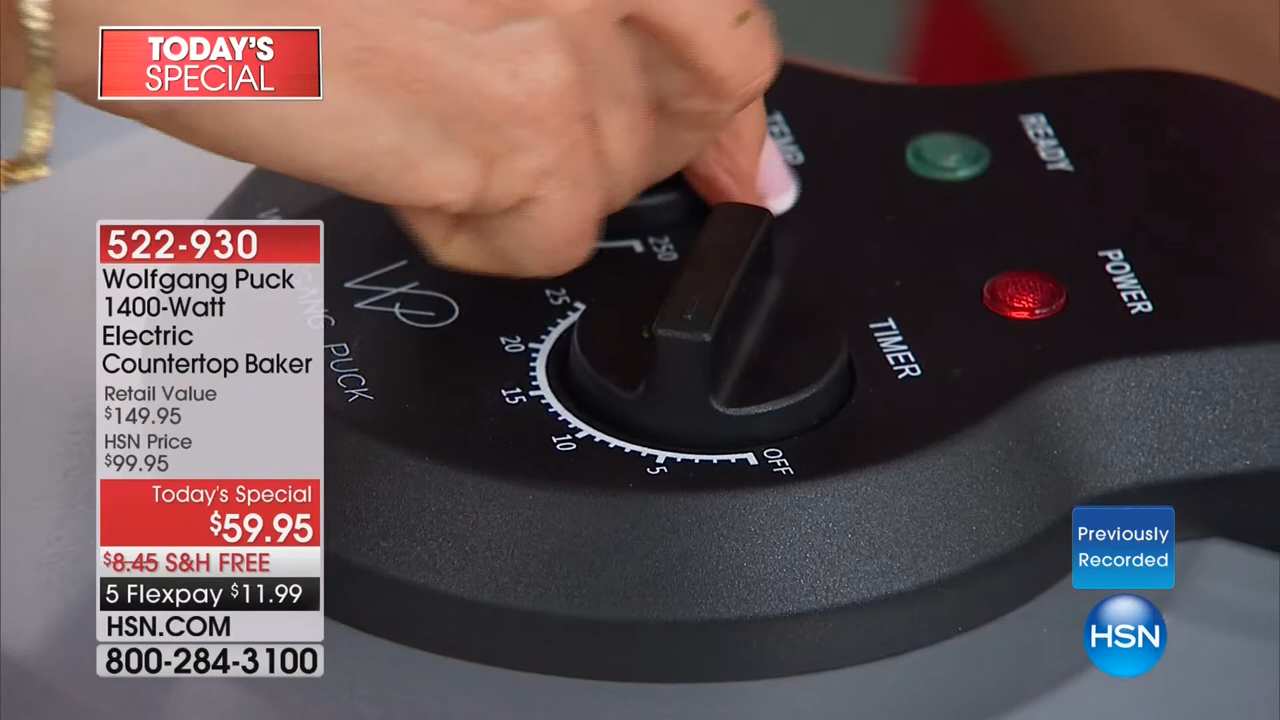 TODAY'S
SPECIAL
522-930
Wolfgang Puck
1400-Watt
Electric
Countertop Baker
Retail Value
$149.95
HSN Price
$99.95
Today's Special
$59.95
$8.45 S&H FREE
5 Flexpay $11.99
HSN.COM
800-284-3100
TEMP
READY
250
POWER
TIMER
25
20
15
10
5
OFF
WP
PUCK
Previously
Recorded
HSN